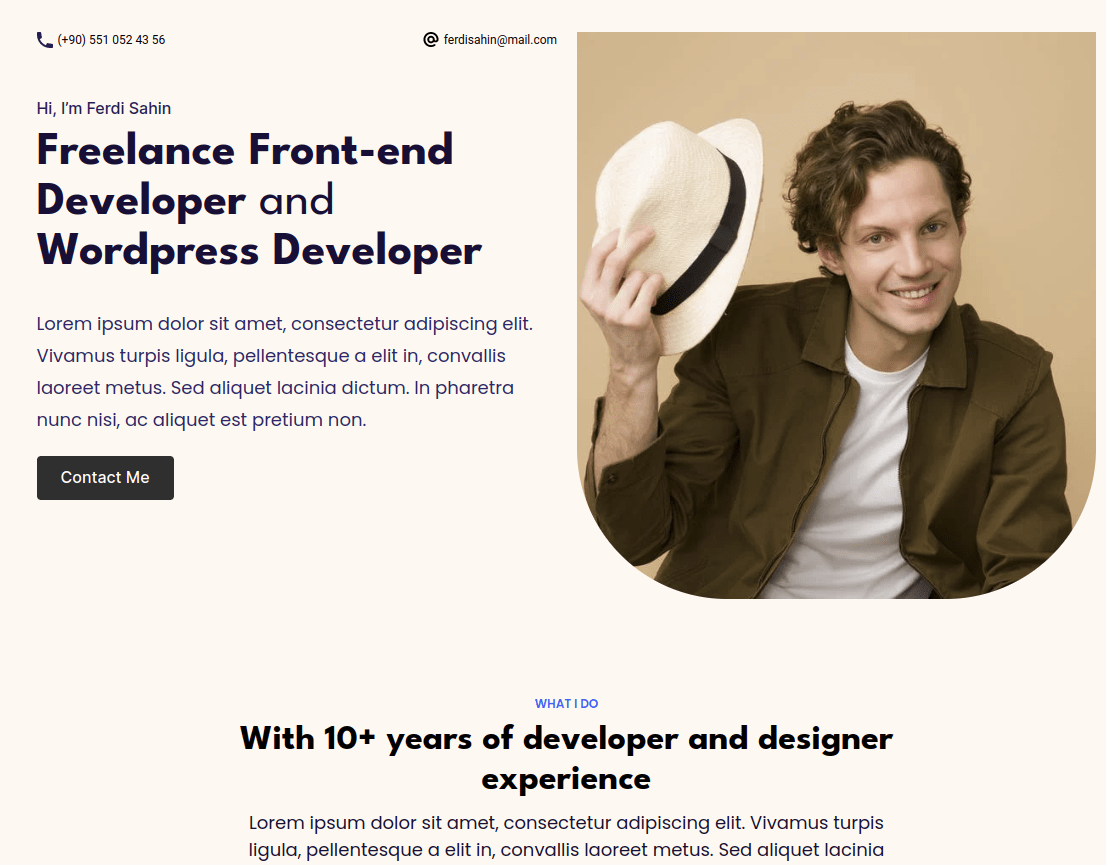 (+90) 551 052 43 56
ferdisahin@mail.com
Hi, I'm Ferdi Sahin
Freelance Front-end
Developer and
Wordpress Developer
Lorem ipsum dolor sit amet, consectetur adipiscing elit.
Vivamus turpis ligula, pellentesque a elit in, convallis
laoreet metus. Sed aliquet lacinia dictum. In pharetra
nunc nisi, ac aliquet est pretium non.
Contact Me
WHAT I DO
With 10+ years of developer and designer
experience
Lorem ipsum dolor sit amet, consectetur adipiscing elit. Vivamus turpis
ligula, pellentesque a elit in, convallis laoreet metus. Sed aliquet lacinia